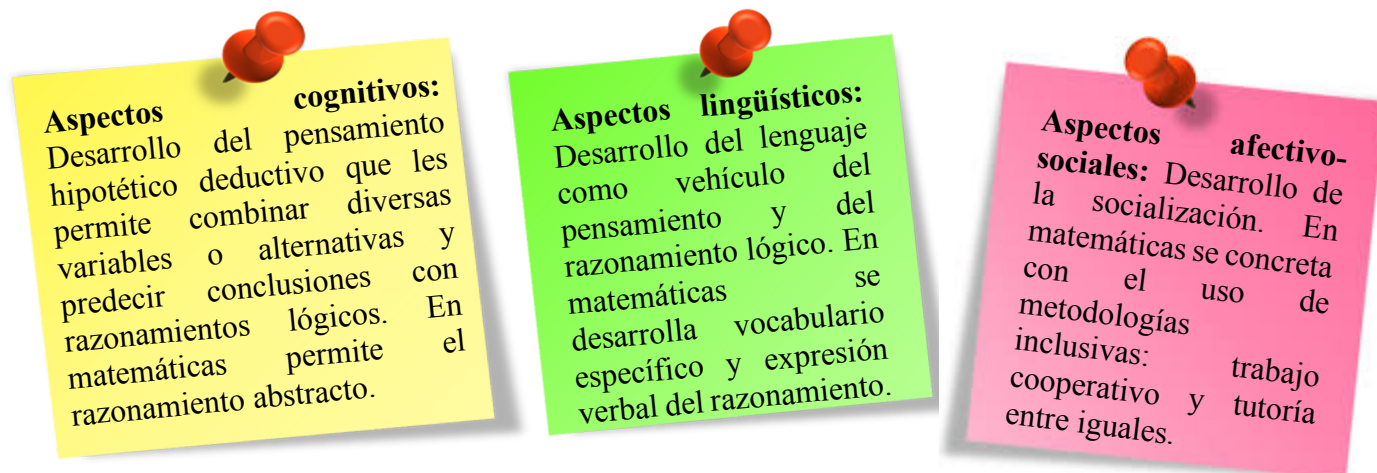 Aspectos cognitivos:
Desarrollo del pensamiento
hipotético deductivo que les
permite combinar diversas
variables o alternativas y
predecir conclusiones con
razonamientos lógicos. En
matemáticas permite el
razonamiento abstracto.
Aspectos lingüísticos:
Desarrollo del lenguaje
como vehículo del
pensamiento y del
razonamiento lógico. En
matemáticas se
desarrolla vocabulario
específico y expresión
verbal del razonamiento.
Aspectos afectivo-
sociales: Desarrollo de
la socialización. En
matemáticas se concreta
con el uso de
metodologías
inclusivas: trabajo
cooperativo y tutoría
entre iguales.